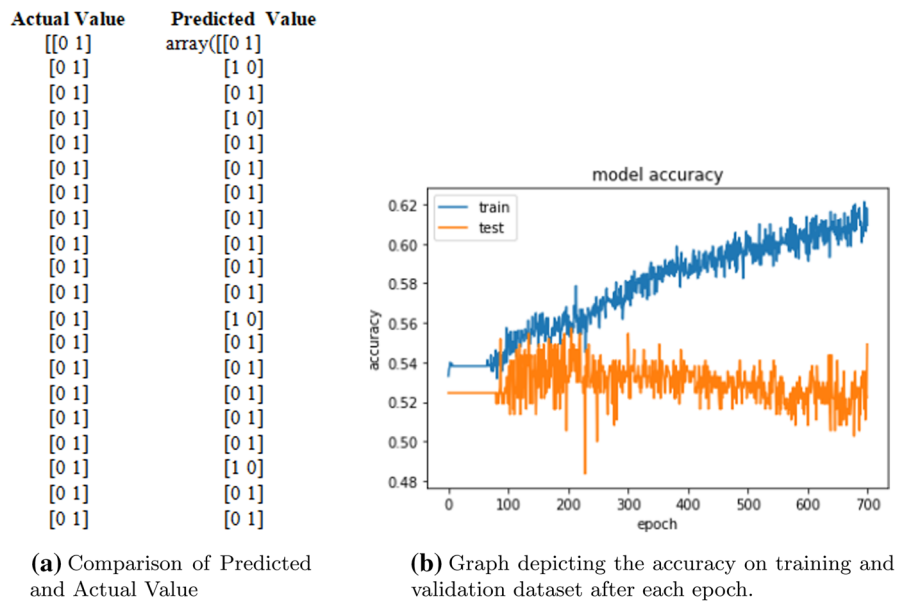 Actual Value Predicted Value
[[0 1] array([[0 1]
[0 1] [1 0]
[0 1] [0 1]
[0 1] [1 0]
[0 1] [0 1]
[0 1] [0 1]
[0 1] [0 1]
[0 1] [0 1]
[0 1] [0 1]
[0 1] [0 1]
[0 1] [0 1]
[0 1] [1 0]
[0 1] [0 1]
[0 1] [0 1]
[0 1] [0 1]
[0 1] [0 1]
[0 1] [0 1]
[0 1] [1 0]
[0 1] [0 1]
[0 1] [0 1]
(a) Comparison of Predicted
and Actual Value
model accuracy
train
test
accuracy
0.62
0.60
0.58
0.56
0.54
0.52
0.50
0.48
0 100 200 300 400 500 600 700
epoch
(b) Graph depicting the accuracy on training and
validation dataset after each epoch.